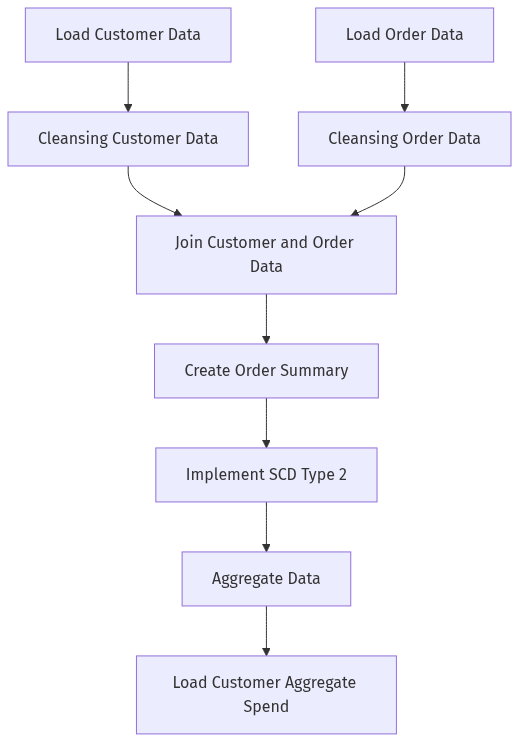 Load Customer Data
Load Order Data
Cleansing Customer Data
Cleansing Order Data
Join Customer and Order
Data
Create Order Summary
Implement SCD Type 2
Aggregate Data
Load Customer Aggregate
Spend